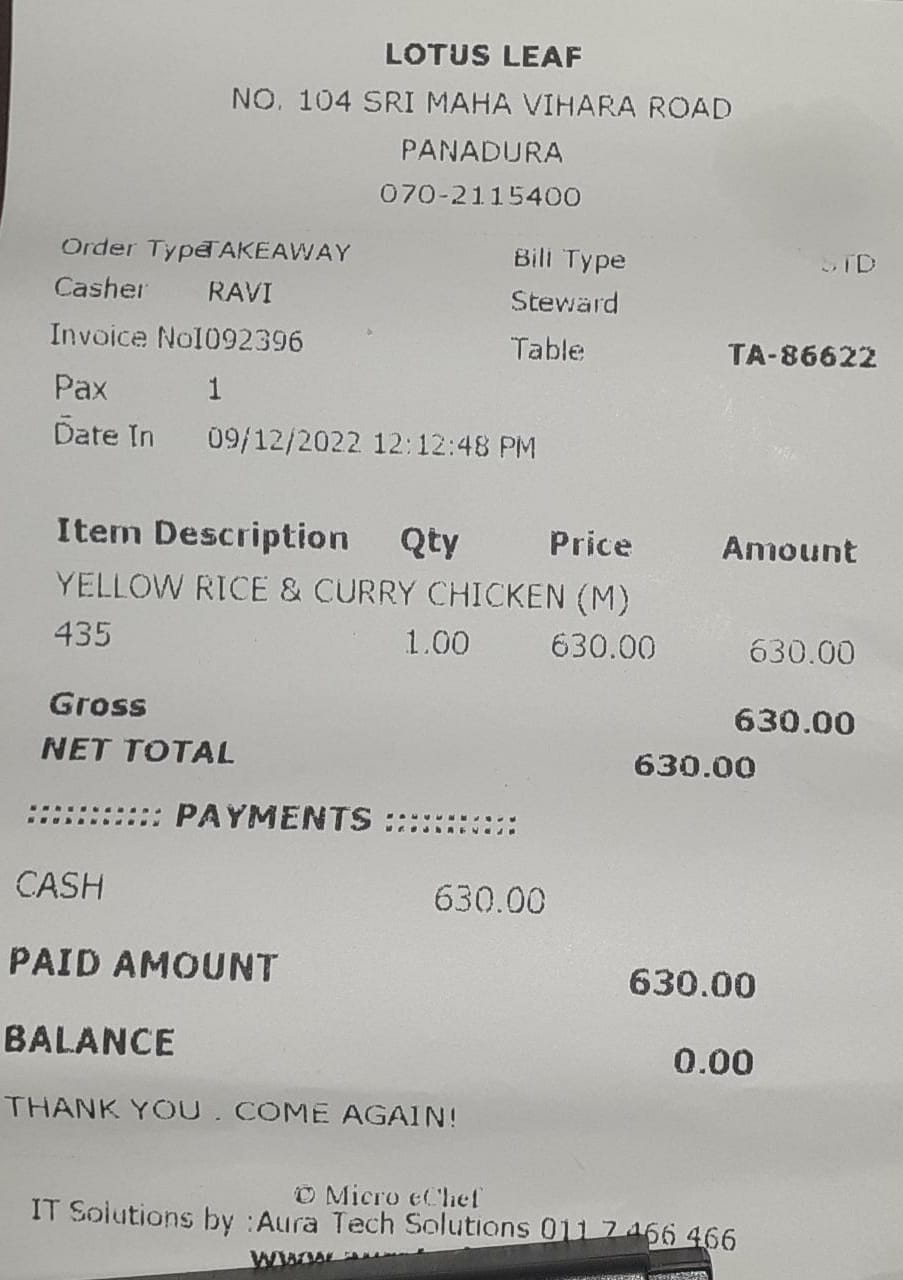 LOTUS LEAF
NO. 104 SRI MAHA VIHARA ROAD
PANADURA
070-2115400
Order Type TAKEAWAY Bill Type STD
Casher RAVI Steward
Invoice No I092396 Table TA-86622
Pax 1
Date In 09/12/2022 12:12:48 PM
Item Description Qty Price Amount
YELLOW RICE & CURRY CHICKEN (M)
435 1.00 630.00 630.00
Gross 630.00
NET TOTAL 630.00
::::::::::: PAYMENTS :::::::::::
CASH 630.00
PAID AMOUNT 630.00
BALANCE 0.00
THANK YOU . COME AGAIN!
© Micro eChef
IT Solutions by :Aura Tech Solutions 011 7 466 466